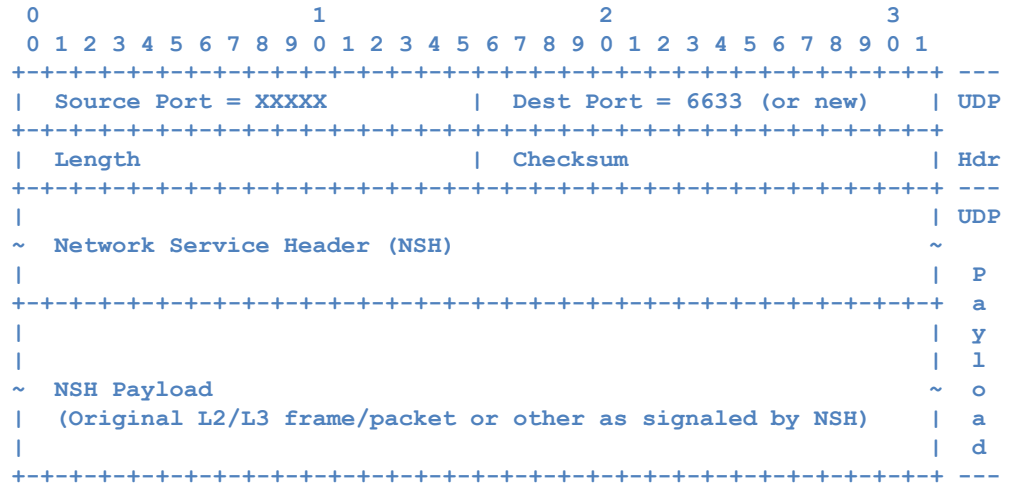 0                   1                   2                   3
 0 1 2 3 4 5 6 7 8 9 0 1 2 3 4 5 6 7 8 9 0 1 2 3 4 5 6 7 8 9 0 1
+-+-+-+-+-+-+-+-+-+-+-+-+-+-+-+-+-+-+-+-+-+-+-+-+-+-+-+-+-+-+-+-+ ---
|  Source Port = XXXXX          |  Dest Port = 6633 (or new)    | UDP
+-+-+-+-+-+-+-+-+-+-+-+-+-+-+-+-+-+-+-+-+-+-+-+-+-+-+-+-+-+-+-+-+
|  Length                       |  Checksum                     | Hdr
+-+-+-+-+-+-+-+-+-+-+-+-+-+-+-+-+-+-+-+-+-+-+-+-+-+-+-+-+-+-+-+-+ ---
|                                                               | UDP
~  Network Service Header (NSH)                                 ~
|                                                               |  P
+-+-+-+-+-+-+-+-+-+-+-+-+-+-+-+-+-+-+-+-+-+-+-+-+-+-+-+-+-+-+-+-+  a
|                                                               |  y
|                                                               |  l
~  NSH Payload                                                  ~  o
|  (Original L2/L3 frame/packet or other as signaled by NSH)    |  a
|                                                               |  d
+-+-+-+-+-+-+-+-+-+-+-+-+-+-+-+-+-+-+-+-+-+-+-+-+-+-+-+-+-+-+-+-+ ---